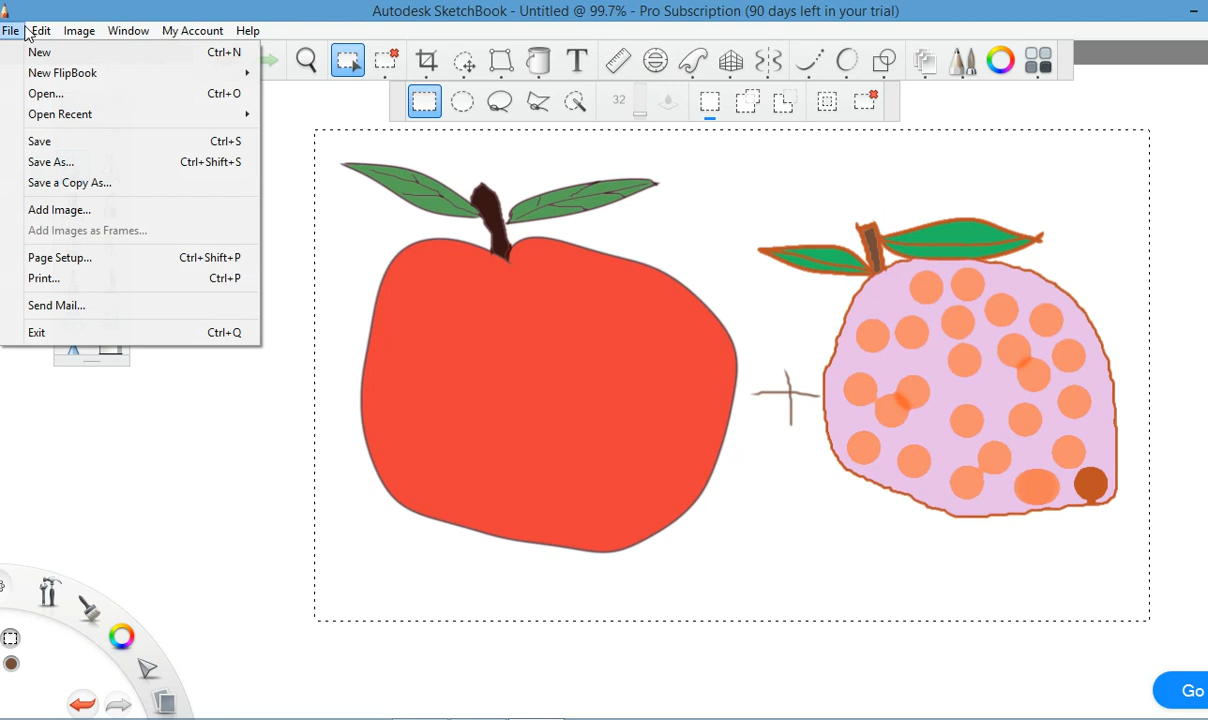 Autodesk SketchBook - Untitled @ 99.7% - Pro Subscription (90 days left in your trial)
File Edit Image Window My Account Help
New Ctrl+N
New FlipBook
Open... Ctrl+O
Open Recent
Save Ctrl+S
Save As... Ctrl+Shift+S
Save a Copy As...
Add Image...
Add Images as Frames...
Page Setup... Ctrl+Shift+P
Print... Ctrl+P
Send Mail...
Exit Ctrl+Q
T
32
Go